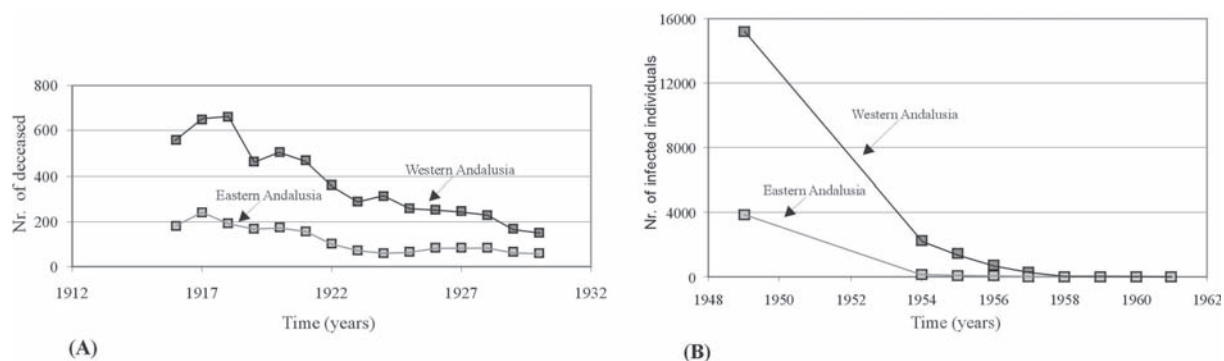 800
600
400
200
0
Nr. of deceased
Western Andalusia
Eastern Andalusia
1912
1917
1922
1927
1932
Time (years)
(A)
16000
12000
8000
4000
0
Nr. of infected individuals
Western Andalusia
Eastern Andalusia
1948
1950
1952
1954
1956
1958
1960
1962
Time (years)
(B)